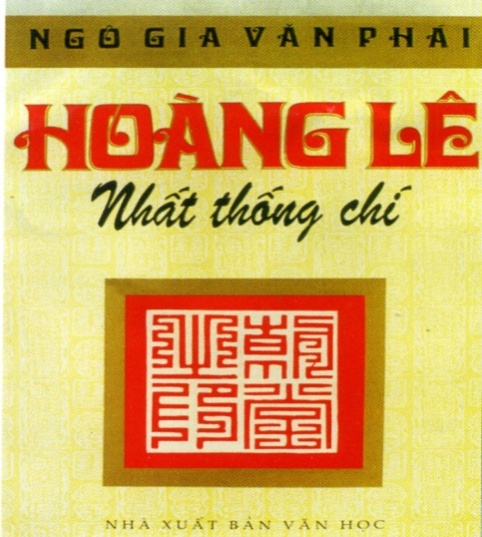 NGÔ GIA VĂN PHÁI
HOÀNG LÊ
Nhất thống chí
NHÀ XUẤT BẢN VĂN HỌC